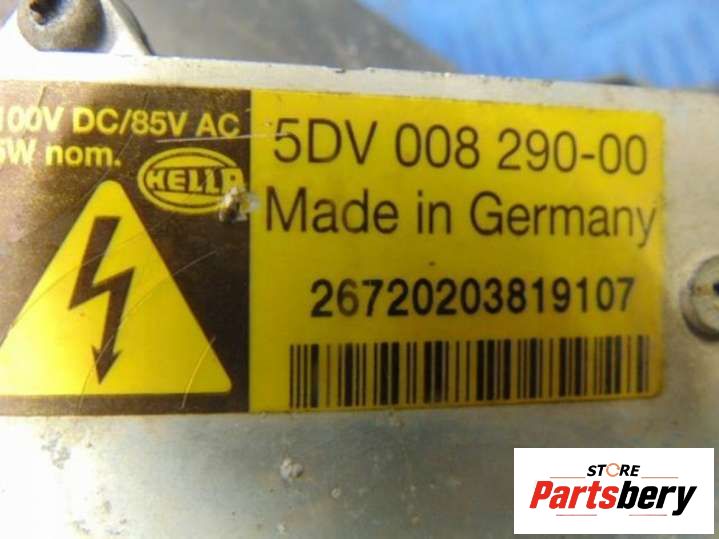 100V DC/85V AC
5W nom.
HELLA
5DV 008 290-00
Made in Germany
26720203819107
STORE
Partsbery